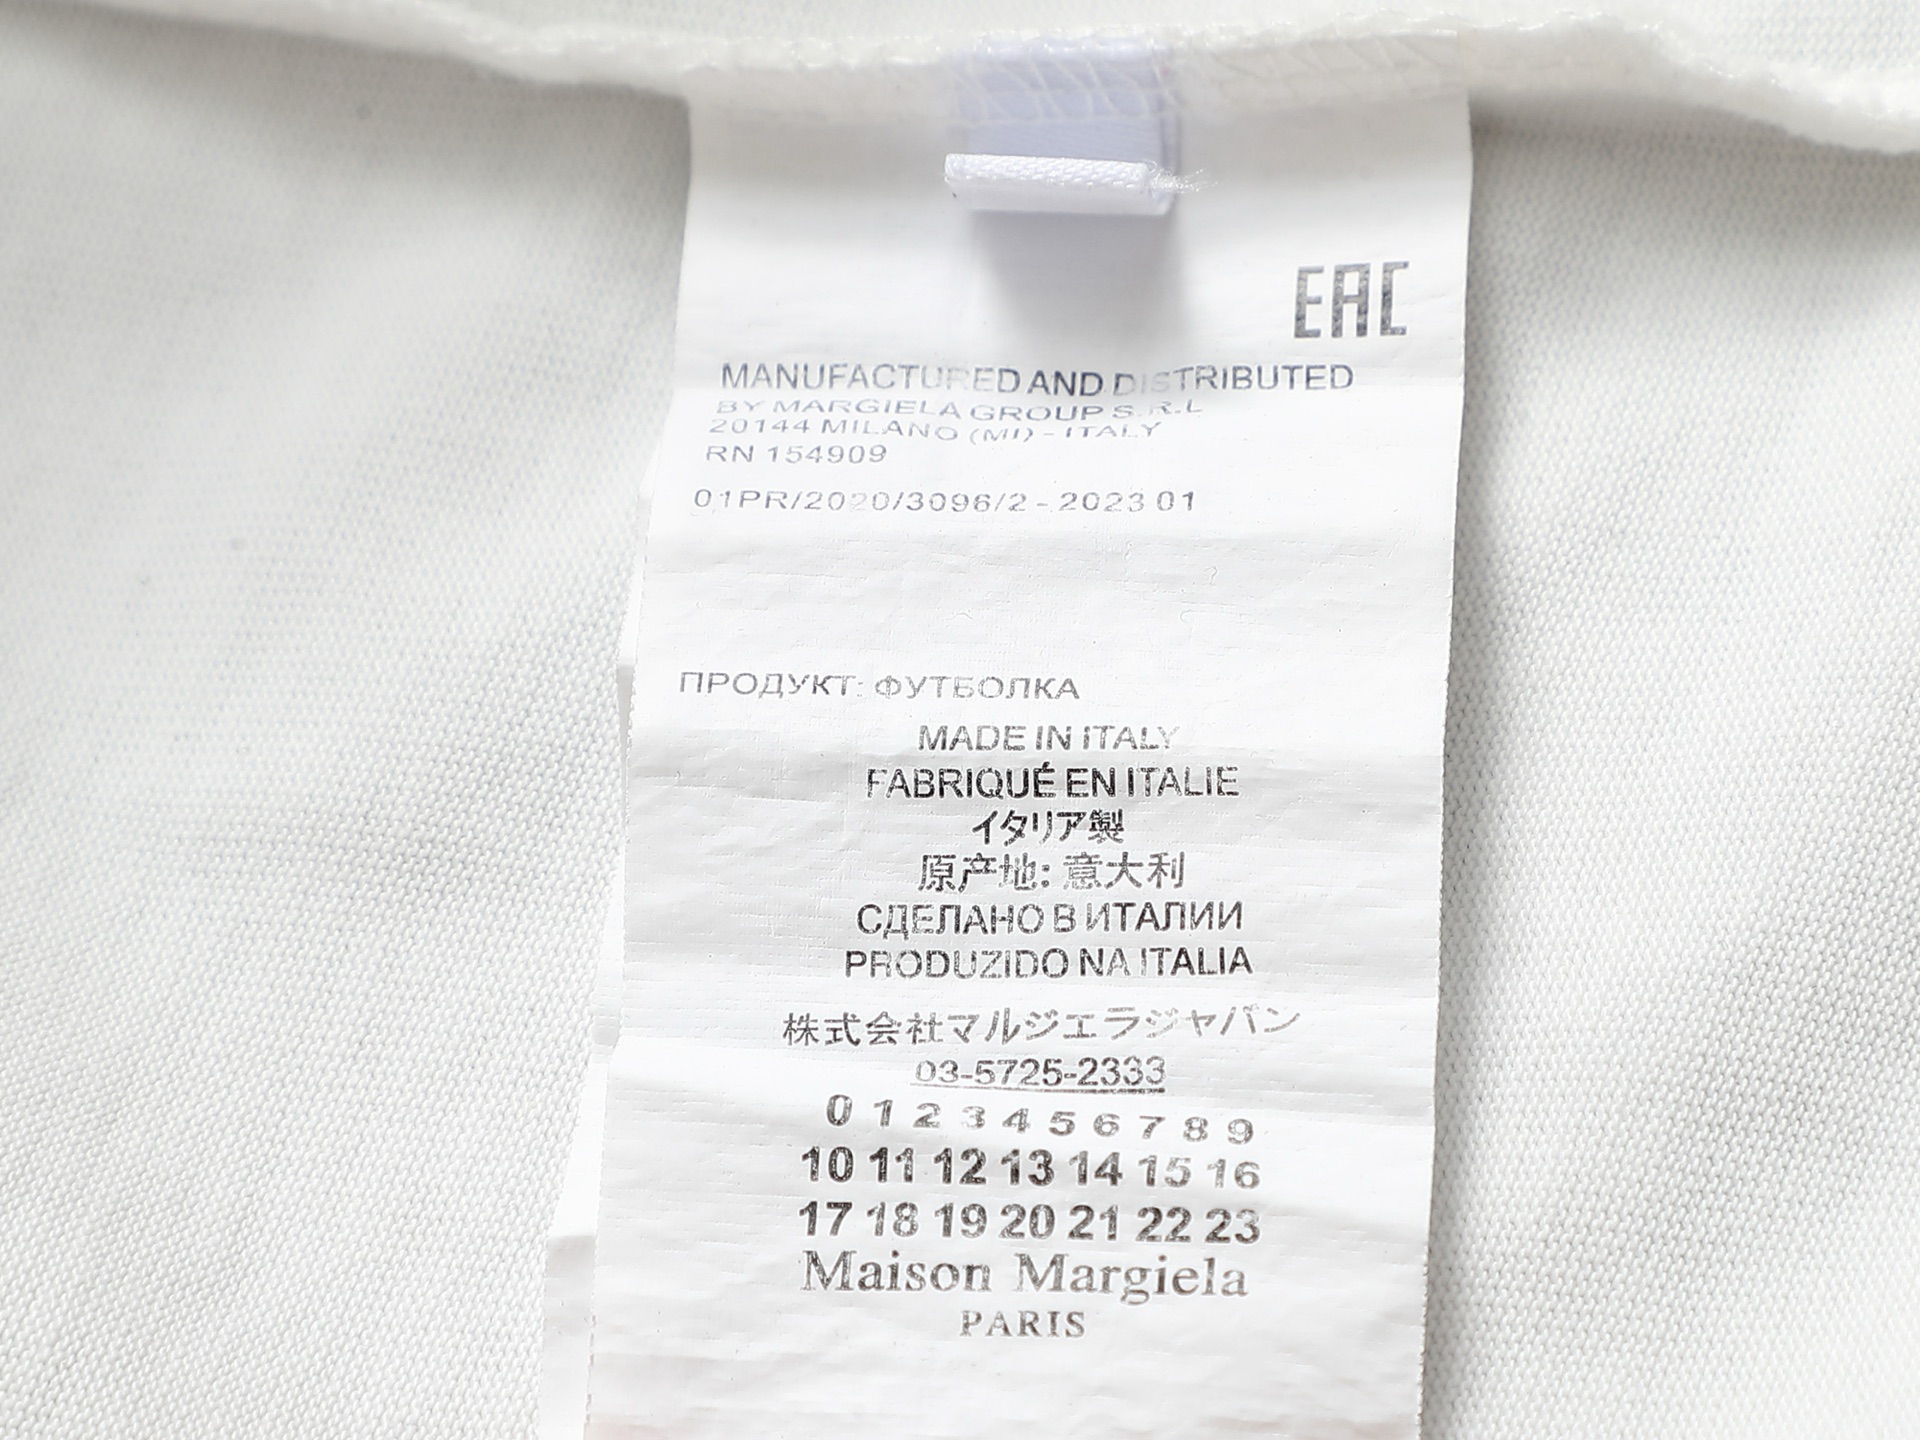 EAC
MANUFACTURED AND DISTRIBUTED
BY MARGIELA GROUP S.R.L
20144 MILANO (MI) - ITALY
RN 154909
01PR/2020/3096/2 - 2023 01
ПРОДУКТ: ФУТБОЛКА
MADE IN ITALY
FABRIQUÉ EN ITALIE
イタリア製
原产地: 意大利
СДЕЛАНО В ИТАЛИИ
PRODUZIDO NA ITALIA
株式会社マルジェラジャパン
03-5725-2333
0 1 2 3 4 5 6 7 8 9
10 11 12 13 14 15 16
17 18 19 20 21 22 23
Maison Margiela
PARIS